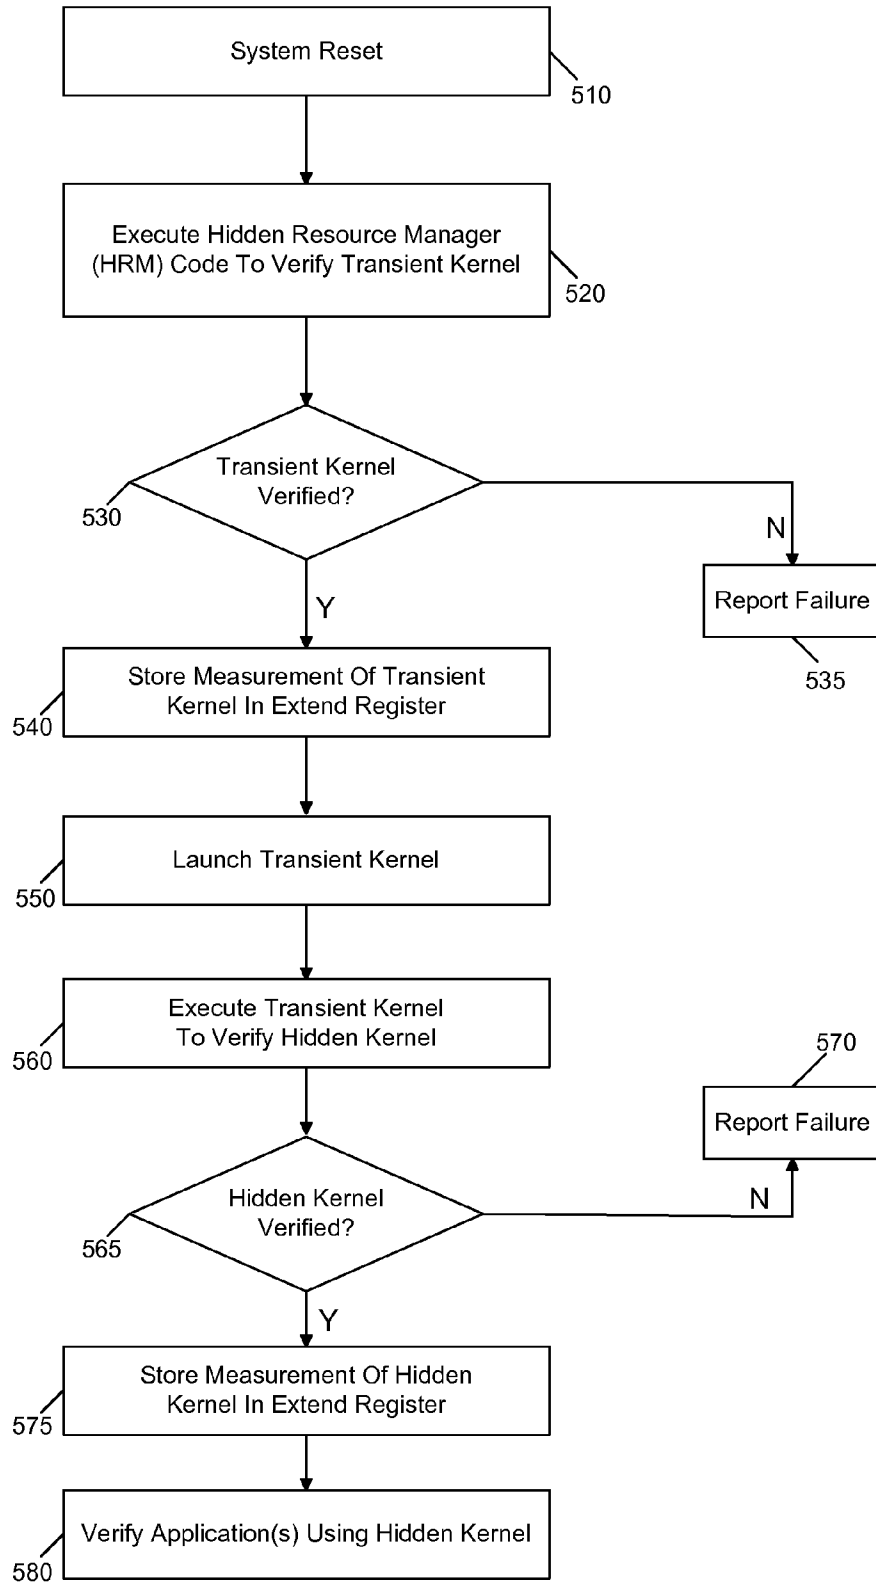 System Reset
510
Execute Hidden Resource Manager
(HRM) Code To Verify Transient Kernel
520
Transient Kernel
Verified?
530
N
Y
Report Failure
535
Store Measurement Of Transient
Kernel In Extend Register
540
Launch Transient Kernel
550
Execute Transient Kernel
To Verify Hidden Kernel
560
570
Report Failure
Hidden Kernel
Verified?
565
N
Y
Store Measurement Of Hidden
Kernel In Extend Register
575
Verify Application(s) Using Hidden Kernel
580